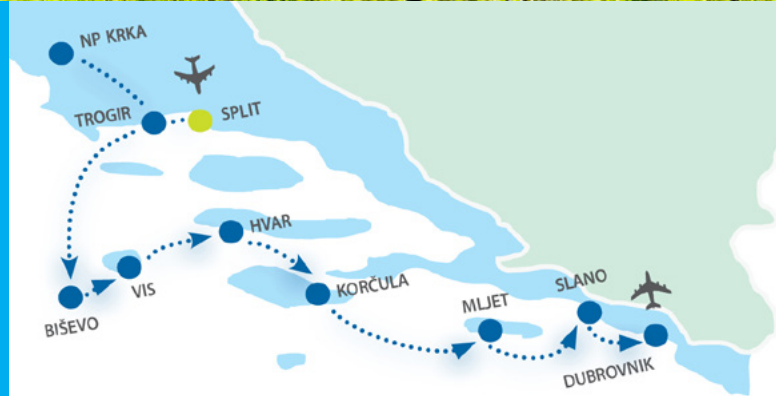 NP KRKA
TROGIR
SPLIT
HVAR
VIS
BIŠEVO
KORČULA
MLJET
SLANO
DUBROVNIK